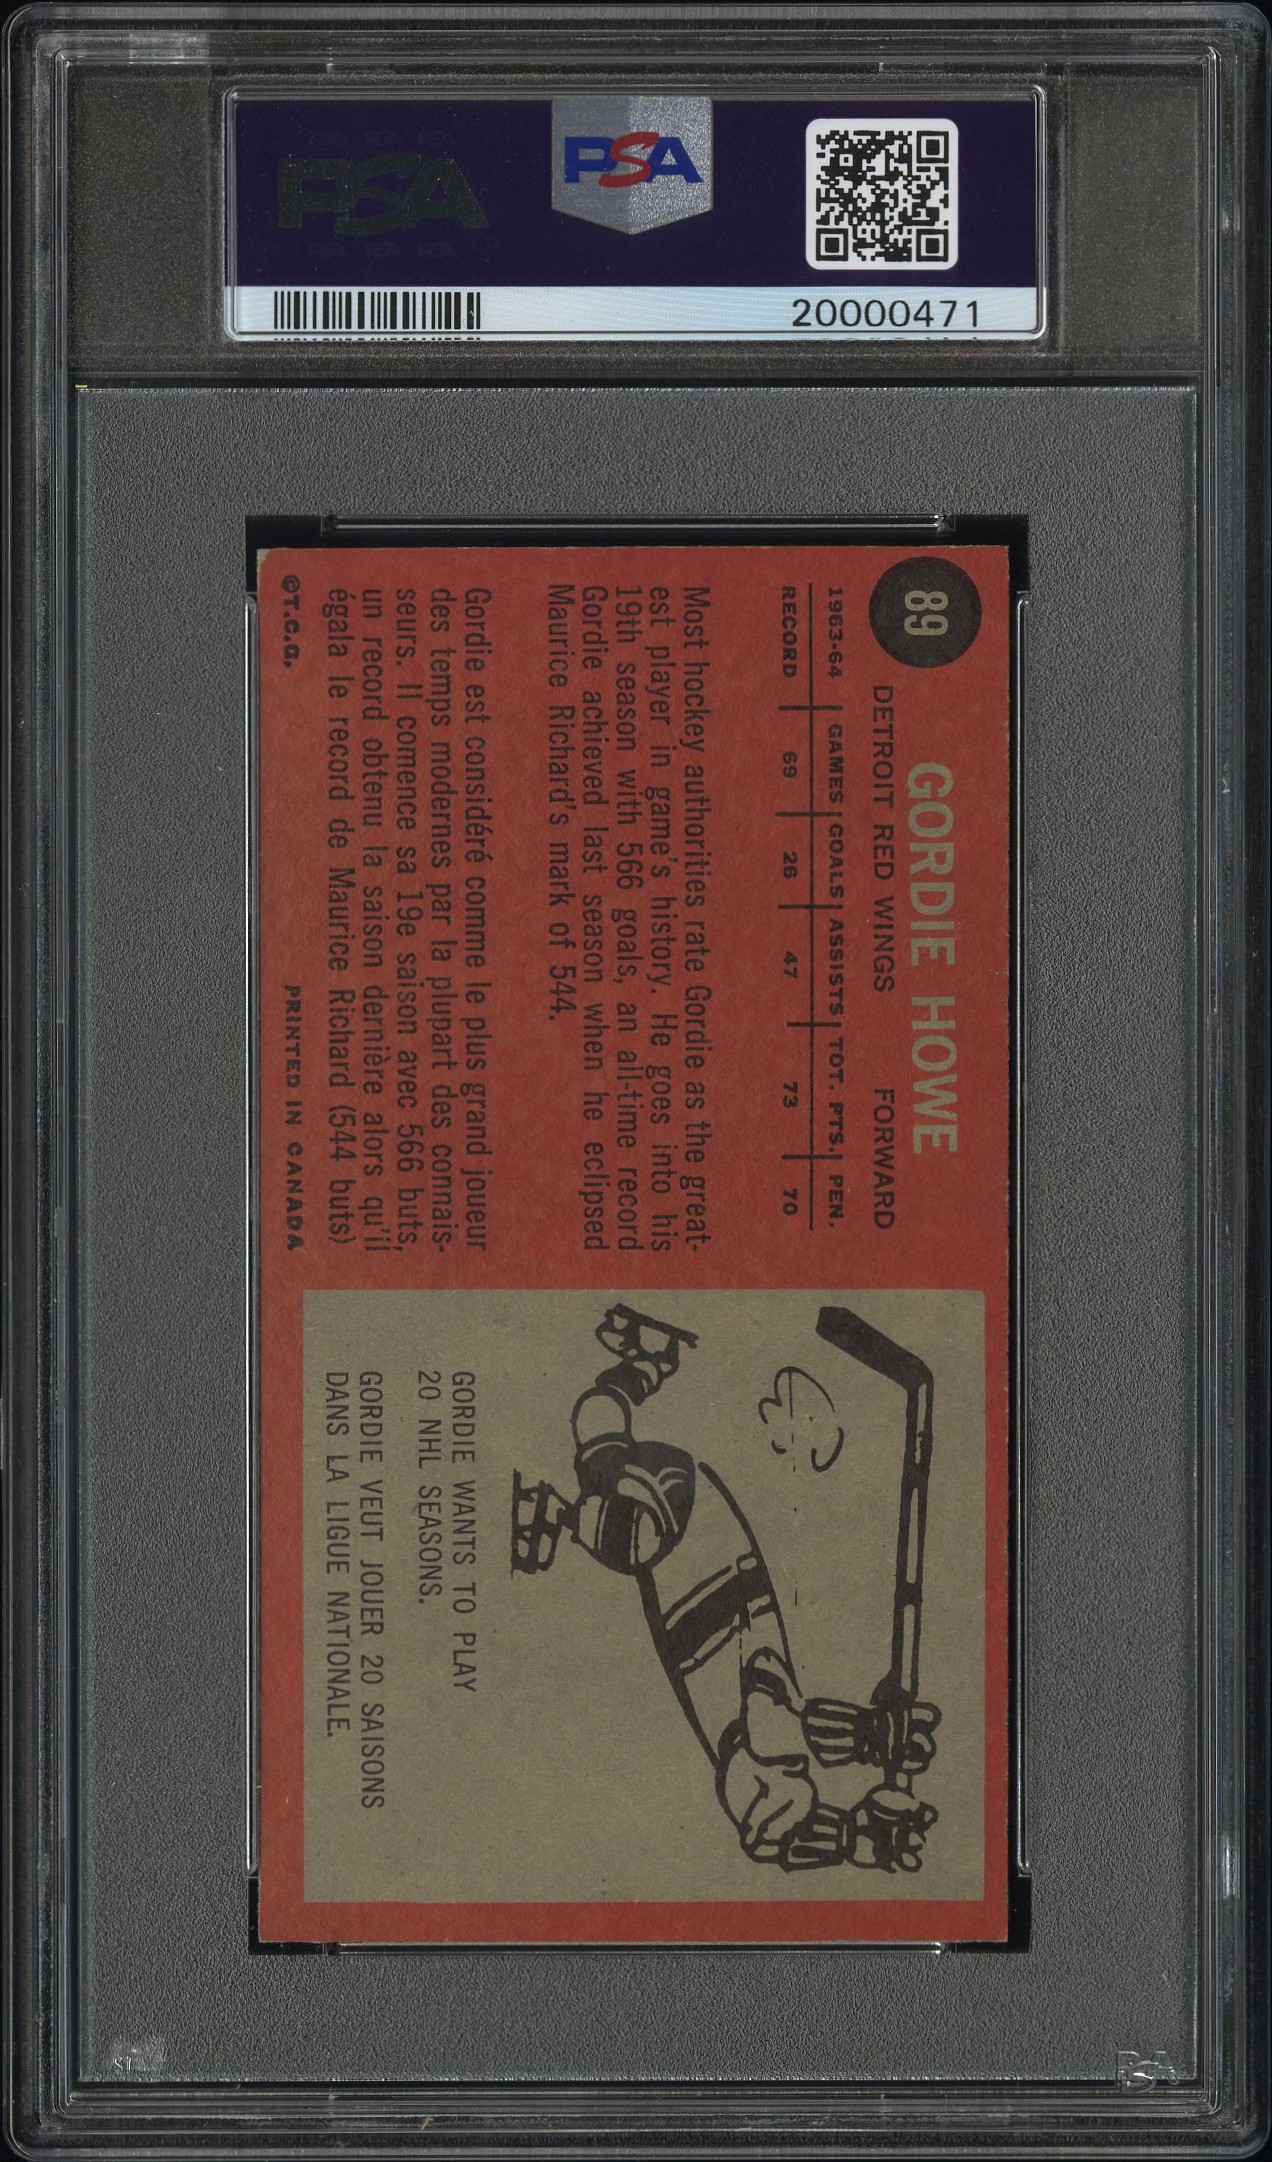 PSA
PSA
20000471
89
GORDIE HOWE
DETROIT RED WINGS FORWARD
1963-64 GAMES GOALS ASSISTS TOT. PTS. PEN.
RECORD 69 26 47 73 70
Most hockey authorities rate Gordie as the great-
est player in game's history. He goes into his
19th season with 566 goals, an all-time record
Gordie achieved last season when he eclipsed
Maurice Richard's mark of 544.
Gordie est considéré comme le plus grand joueur
des temps modernes par la plupart des connais-
seurs. Il comence sa 19e saison avec 566 buts,
un record obtenu la saison dernière alors qu'il
égala le record de Maurice Richard (544 buts)
©T.C.G. PRINTED IN CANADA
GORDIE WANTS TO PLAY
20 NHL SEASONS.
GORDIE VEUT JOUER 20 SAISONS
DANS LA LIGUE NATIONALE.
PSA